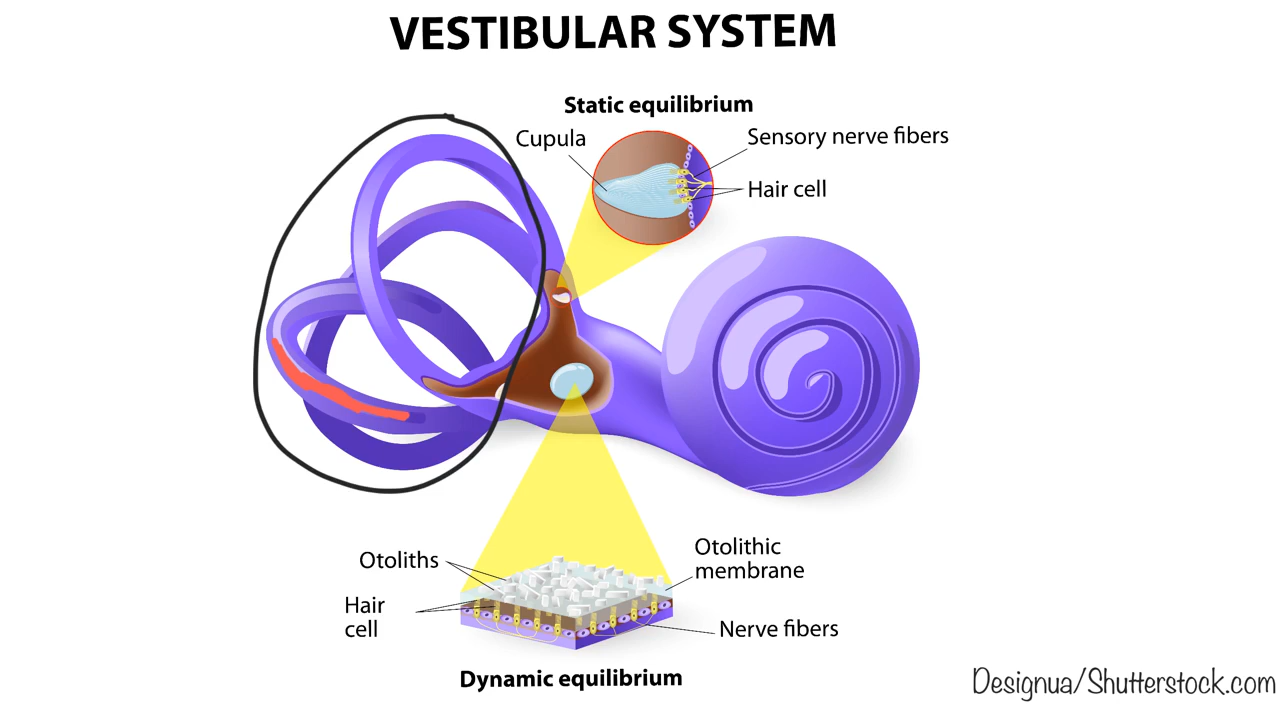 VESTIBULAR SYSTEM
Static equilibrium
Cupula
Sensory nerve fibers
Hair cell
Otoliths
Otolithic
membrane
Hair
cell
Nerve fibers
Dynamic equilibrium
Designua/Shutterstock.com